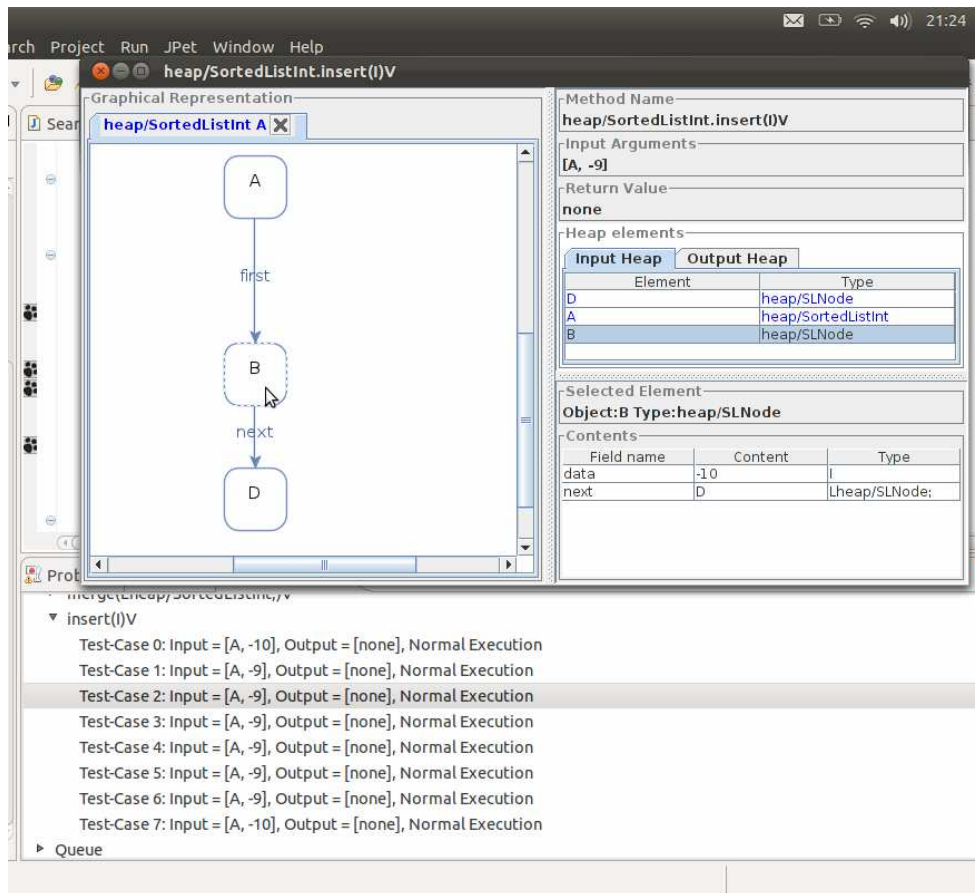 21:24
rch Project Run JPet Window Help
heap/SortedListInt.insert(I)V
Graphical Representation
heap/SortedListInt A
A
first
B
next
D
Method Name
heap/SortedListInt.insert(I)V
Input Arguments
[A, -9]
Return Value
none
Heap elements
Input Heap Output Heap
Element Type
D heap/SLNode
A heap/SortedListInt
B heap/SLNode
Selected Element
Object:B Type:heap/SLNode
Contents
Field name Content Type
data -10 I
next D Lheap/SLNode;
Sear
Prob
merge(Lheap/SortedListInt;)V
insert(I)V
Test-Case 0: Input = [A, -10], Output = [none], Normal Execution
Test-Case 1: Input = [A, -9], Output = [none], Normal Execution
Test-Case 2: Input = [A, -9], Output = [none], Normal Execution
Test-Case 3: Input = [A, -9], Output = [none], Normal Execution
Test-Case 4: Input = [A, -9], Output = [none], Normal Execution
Test-Case 5: Input = [A, -9], Output = [none], Normal Execution
Test-Case 6: Input = [A, -9], Output = [none], Normal Execution
Test-Case 7: Input = [A, -10], Output = [none], Normal Execution
Queue